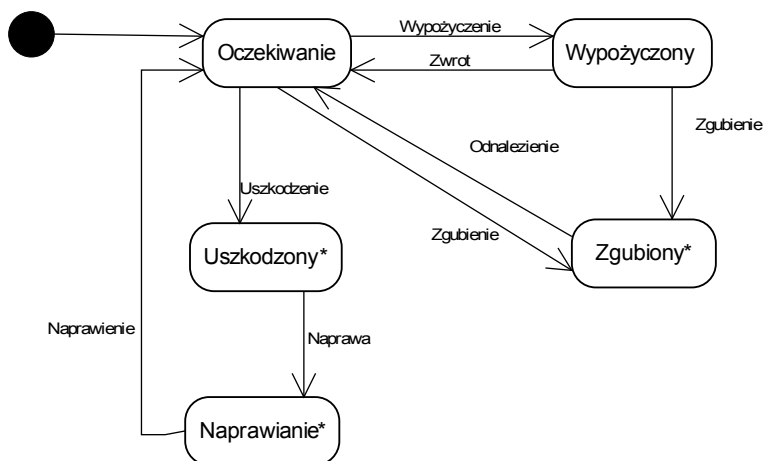 Wypożyczenie
Oczekiwanie
Wypożyczony
Zwrot
Zgubienie
Odnalezienie
Uszkodzenie
Zgubienie
Uszkodzony*
Zgubiony*
Naprawienie
Naprawa
Naprawianie*